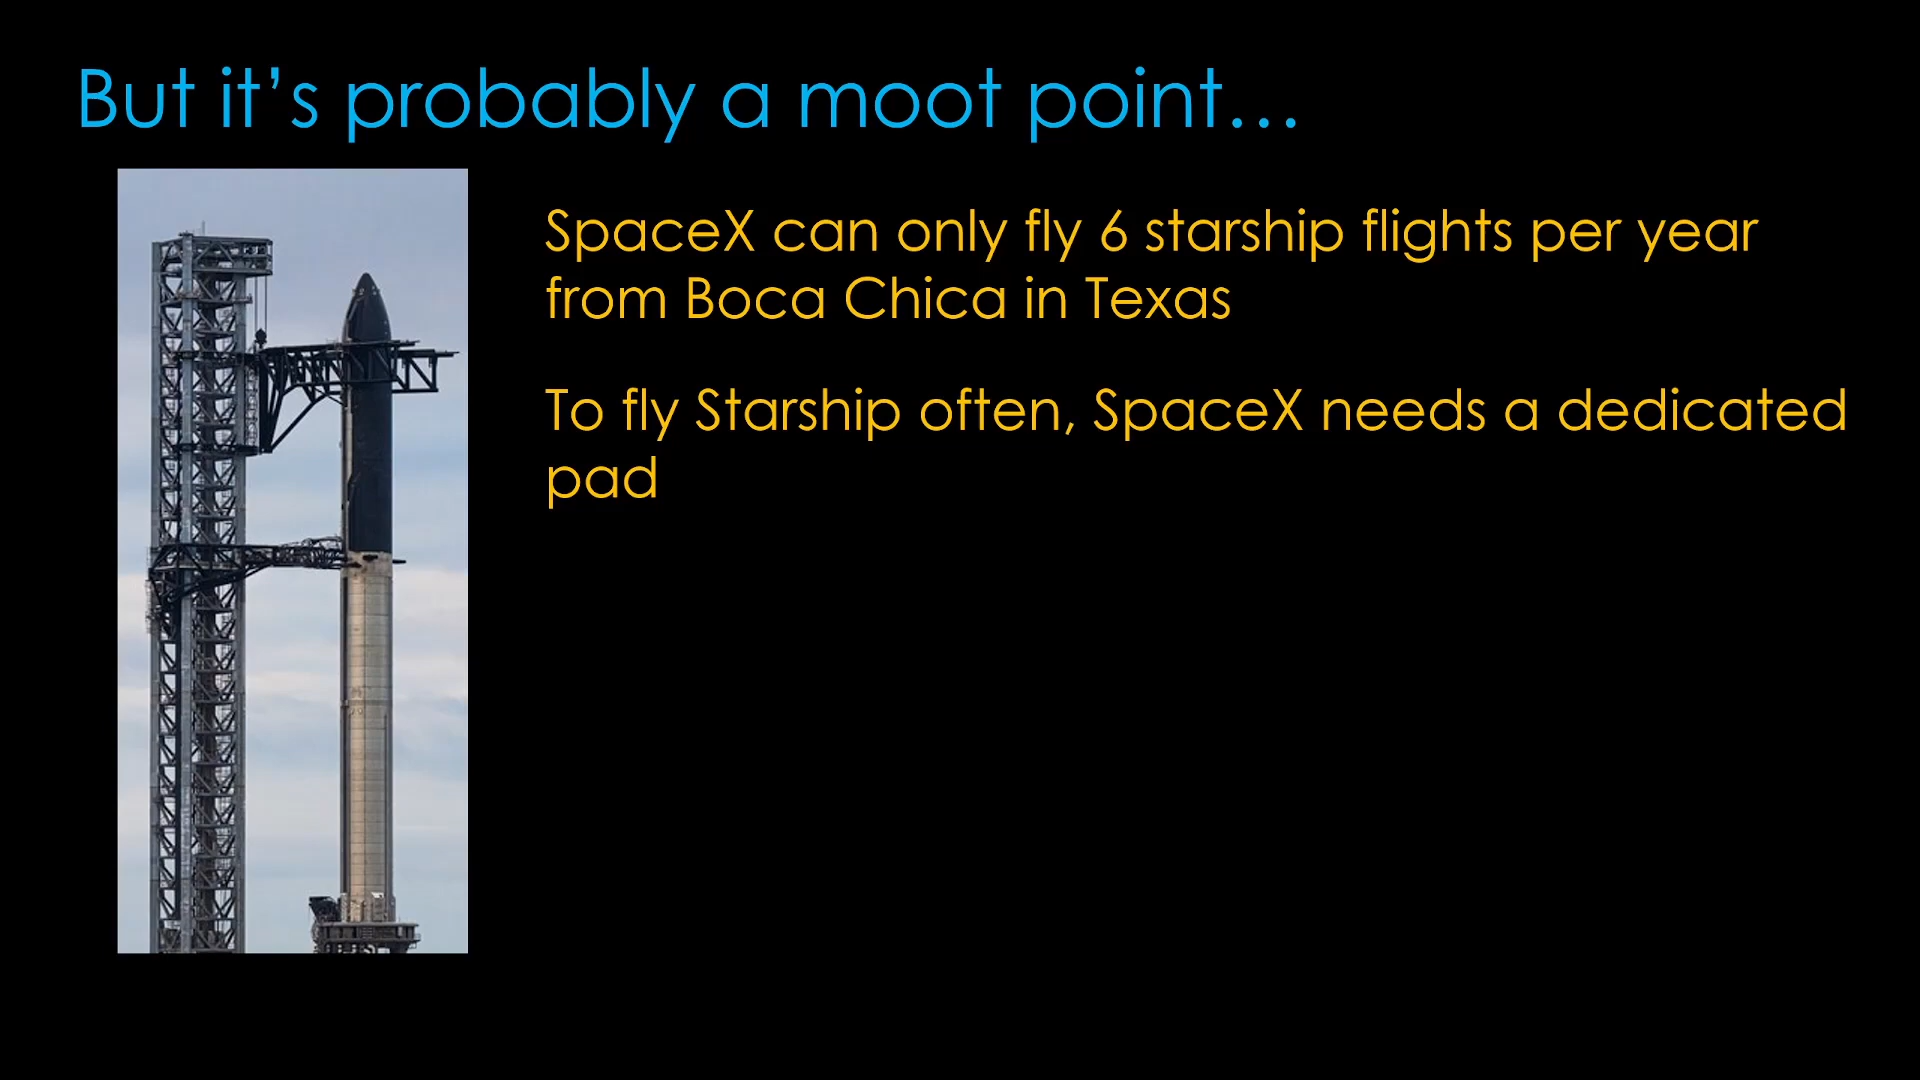 But it’s probably a moot point…
SpaceX can only fly 6 starship flights per year
from Boca Chica in Texas
To fly Starship often, SpaceX needs a dedicated
pad